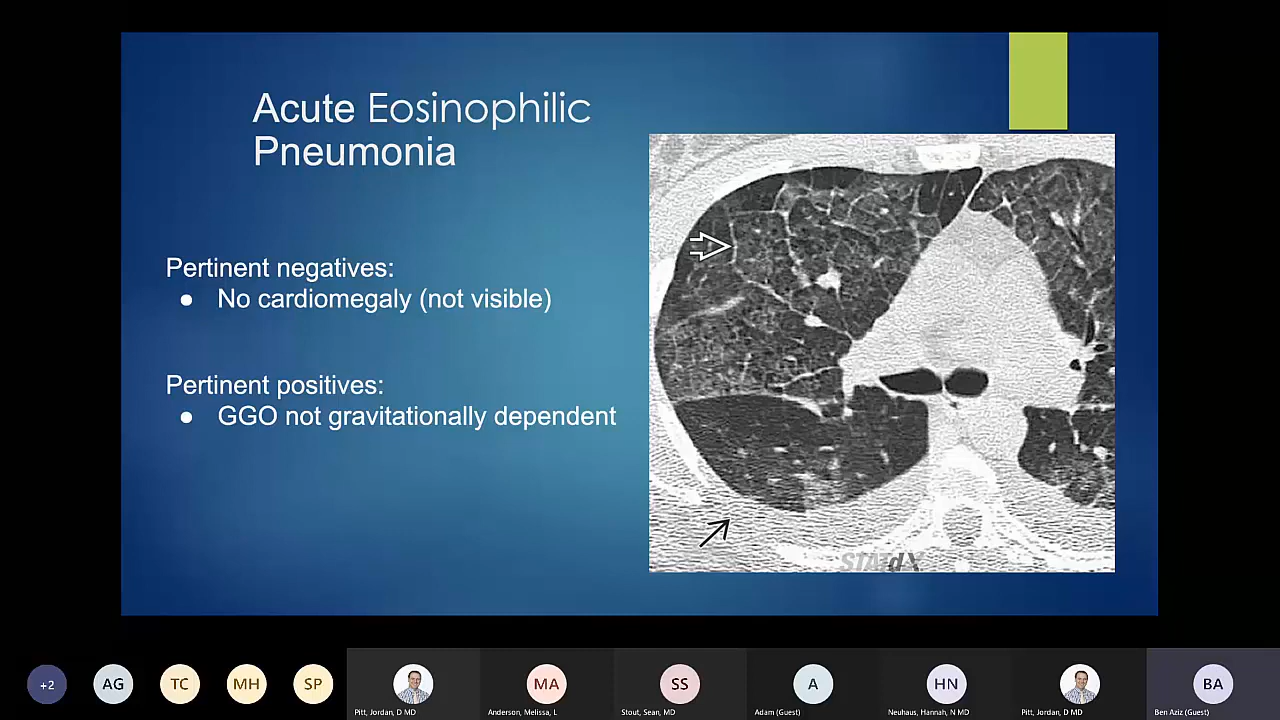 Acute Eosinophilic
Pneumonia
Pertinent negatives:
● No cardiomegaly (not visible)
Pertinent positives:
● GGO not gravitationally dependent
STATdX
+2
AG
TC
MH
SP
MA
SS
A
HN
BA
Pitt, Jordan, D MD
Anderson, Melissa, L
Stout, Sean, MD
Adam (Guest)
Neuhaus, Hannah, N MD
Pitt, Jordan, D MD
Ben Aziz (Guest)